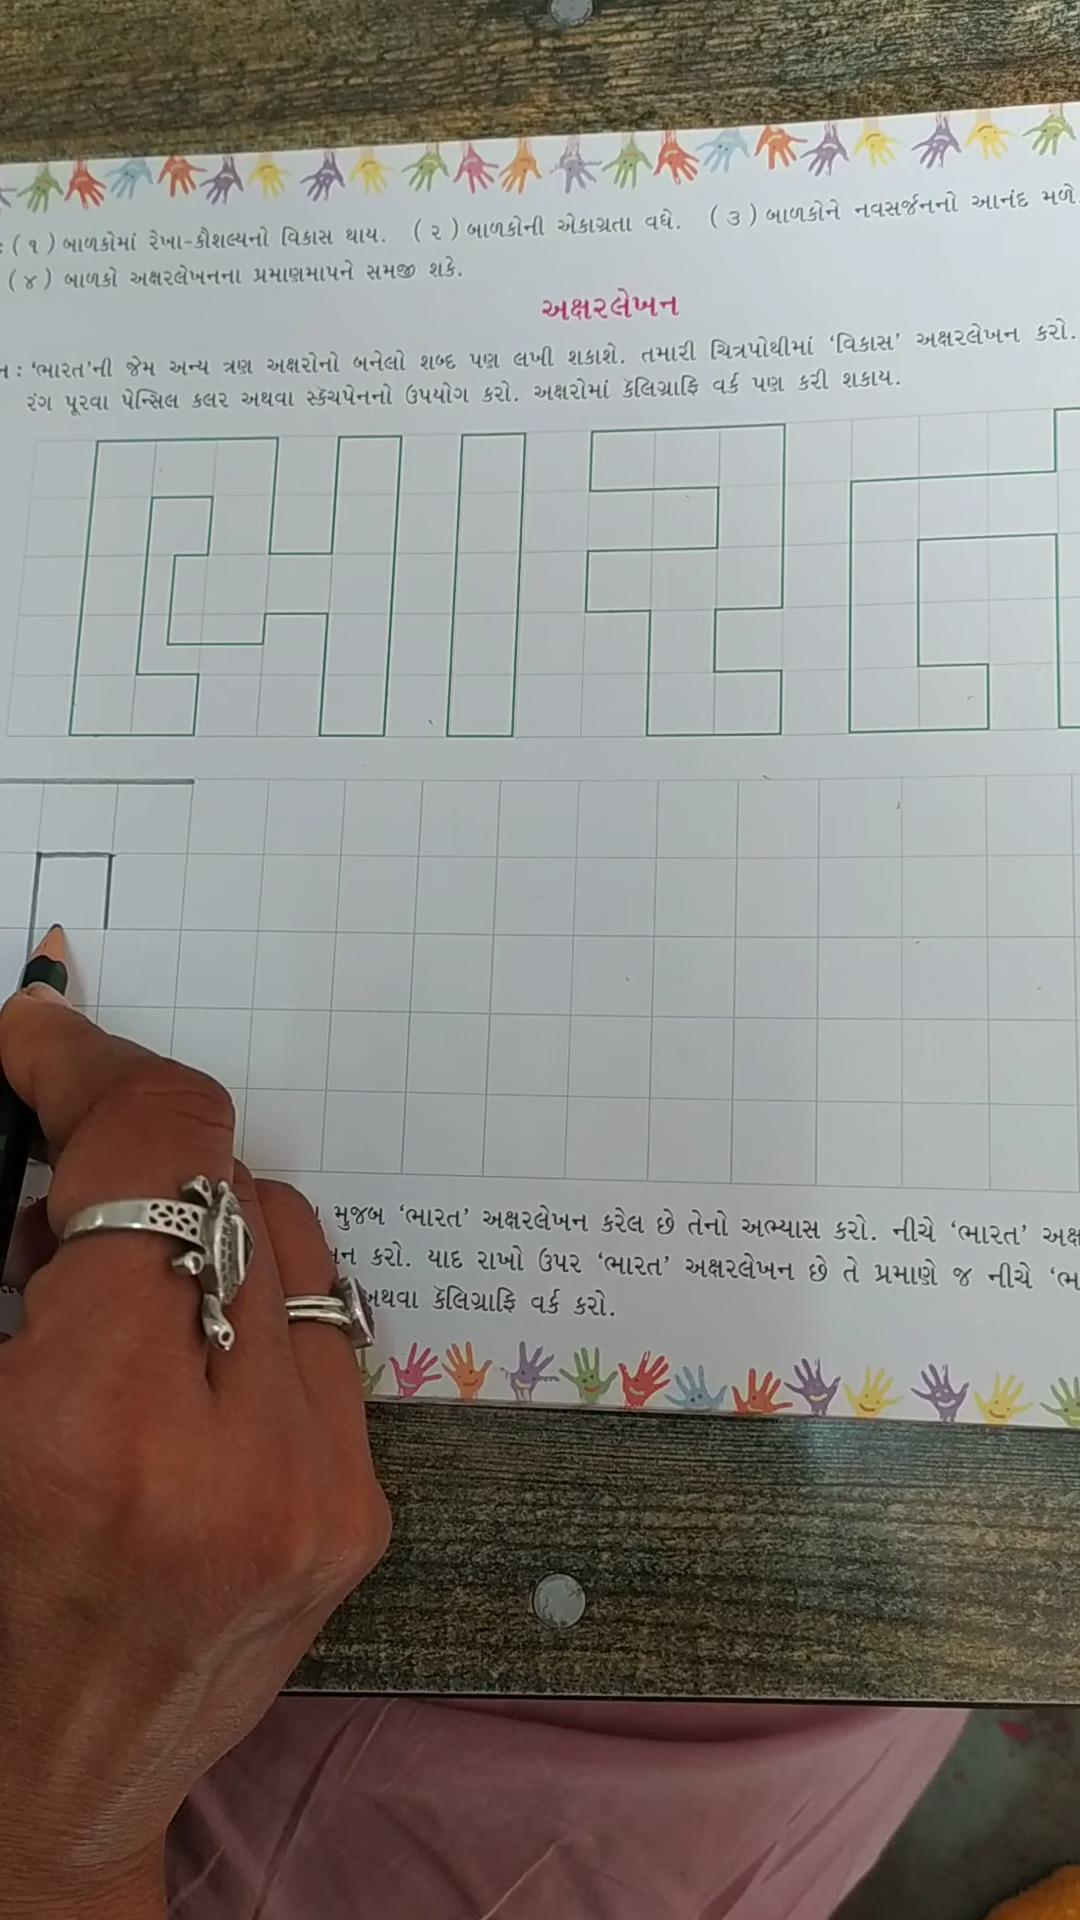 : (૧) બાળકોમાં રેખા-કૌશલ્યનો વિકાસ થાય. (૨) બાળકોની એકાગ્રતા વધે. (૩) બાળકોને નવસર્જનનો આનંદ મળે.
(૪) બાળકો અક્ષરલેખનના પ્રમાણમાપને સમજી શકે.
અક્ષરલેખન
: ‘ભારત’ની જેમ અન્ય ત્રણ અક્ષરોનો બનેલો શબ્દ પણ લખી શકાશે. તમારી ચિત્રપોથીમાં ‘વિકાસ’ અક્ષરલેખન કરો.
રંગ પૂરવા પેન્સિલ કલર અથવા સ્કેચપેનનો ઉપયોગ કરો. અક્ષરોમાં કૅલિગ્રાફિ વર્ક પણ કરી શકાય.
ભારત
મુજબ ‘ભારત’ અક્ષરલેખન કરેલ છે તેનો અભ્યાસ કરો. નીચે ‘ભારત’
કરો. યાદ રાખો ઉપર ‘ભારત’ અક્ષરલેખન છે તે પ્રમાણે જ નીચે
અથવા કૅલિગ્રાફિ વર્ક કરો.